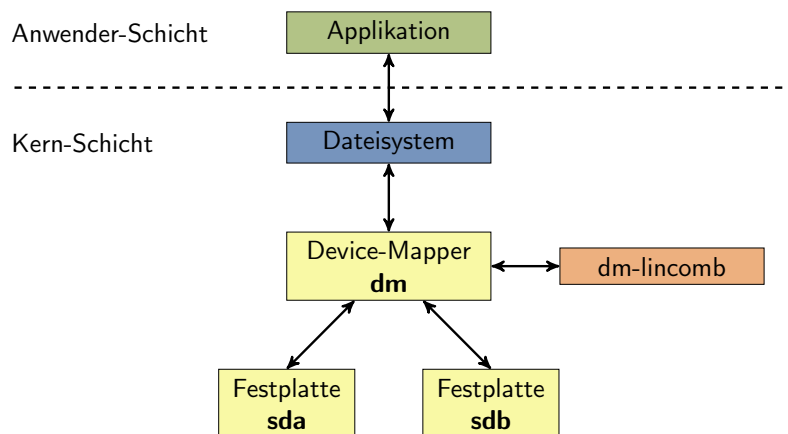 Anwender-Schicht
Applikation
Kern-Schicht
Dateisystem
Device-Mapper
dm
dm-lincomb
Festplatte
sda
Festplatte
sdb